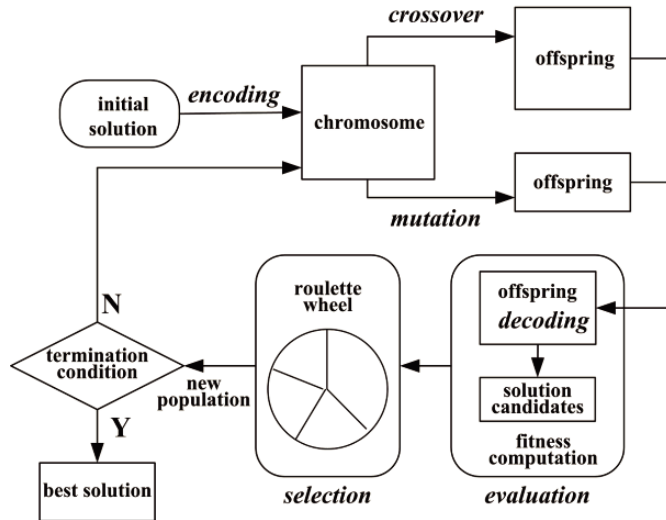 crossover
offspring
initial
solution
encoding
chromosome
offspring
mutation
N
roulette
wheel
offspring
decoding
termination
condition
new
population
solution
candidates
Y
fitness
computation
best solution
selection
evaluation